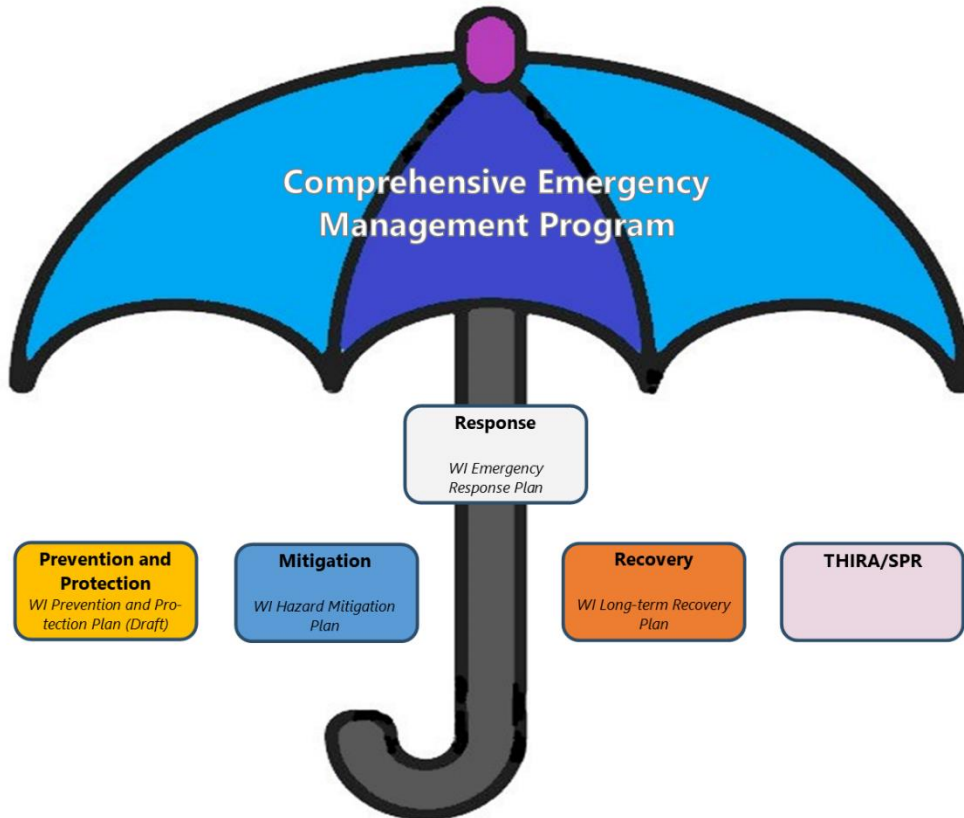 Comprehensive Emergency
Management Program
Response
WI Emergency
Response Plan
Prevention and
Protection
WI Prevention and Pro-
tection Plan (Draft)
Mitigation
WI Hazard Mitigation
Plan
Recovery
WI Long-term Recovery
Plan
THIRA/SPR